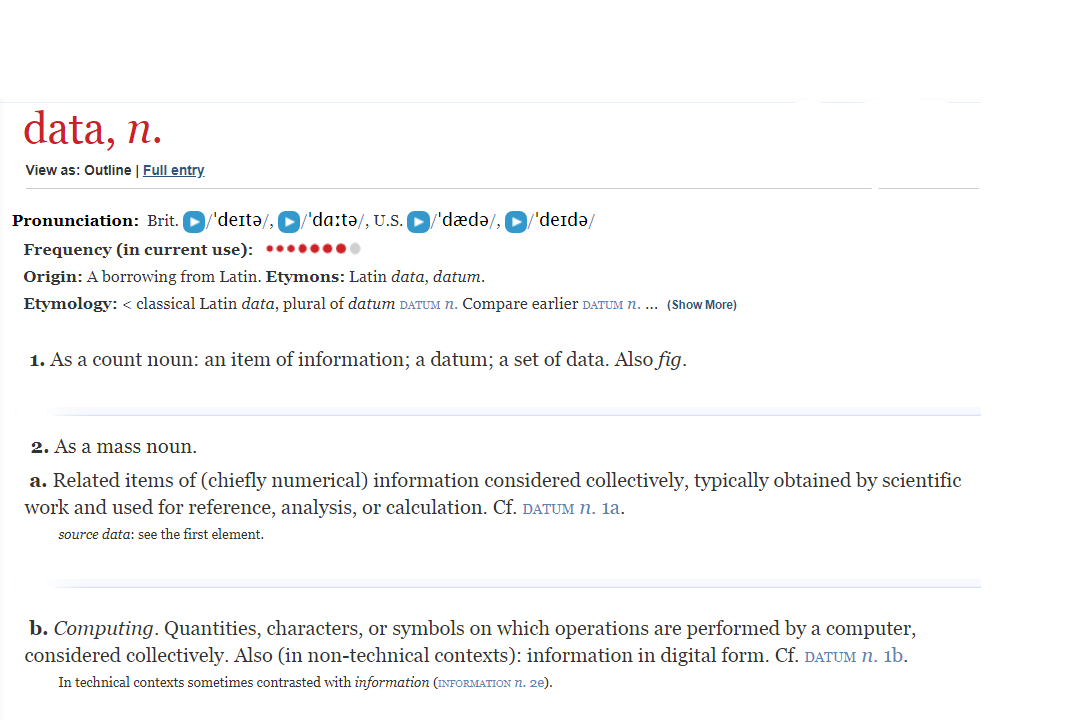 data, n.
View as: Outline | Full entry
Pronunciation: Brit. /ˈdeɪtə/, /ˈdɑːtə/, U.S. /ˈdædə/, /ˈdeɪdə/
Frequency (in current use):
Origin: A borrowing from Latin. Etymons: Latin data, datum.
Etymology: < classical Latin data, plural of datum DATUM n. Compare earlier DATUM n. ... (Show More)
1. As a count noun: an item of information; a datum; a set of data. Also fig.
2. As a mass noun.
a. Related items of (chiefly numerical) information considered collectively, typically obtained by scientific
work and used for reference, analysis, or calculation. Cf. DATUM n. 1a.
source data: see the first element.
b. Computing. Quantities, characters, or symbols on which operations are performed by a computer,
considered collectively. Also (in non-technical contexts): information in digital form. Cf. DATUM n. 1b.
In technical contexts sometimes contrasted with information (INFORMATION n. 2e).